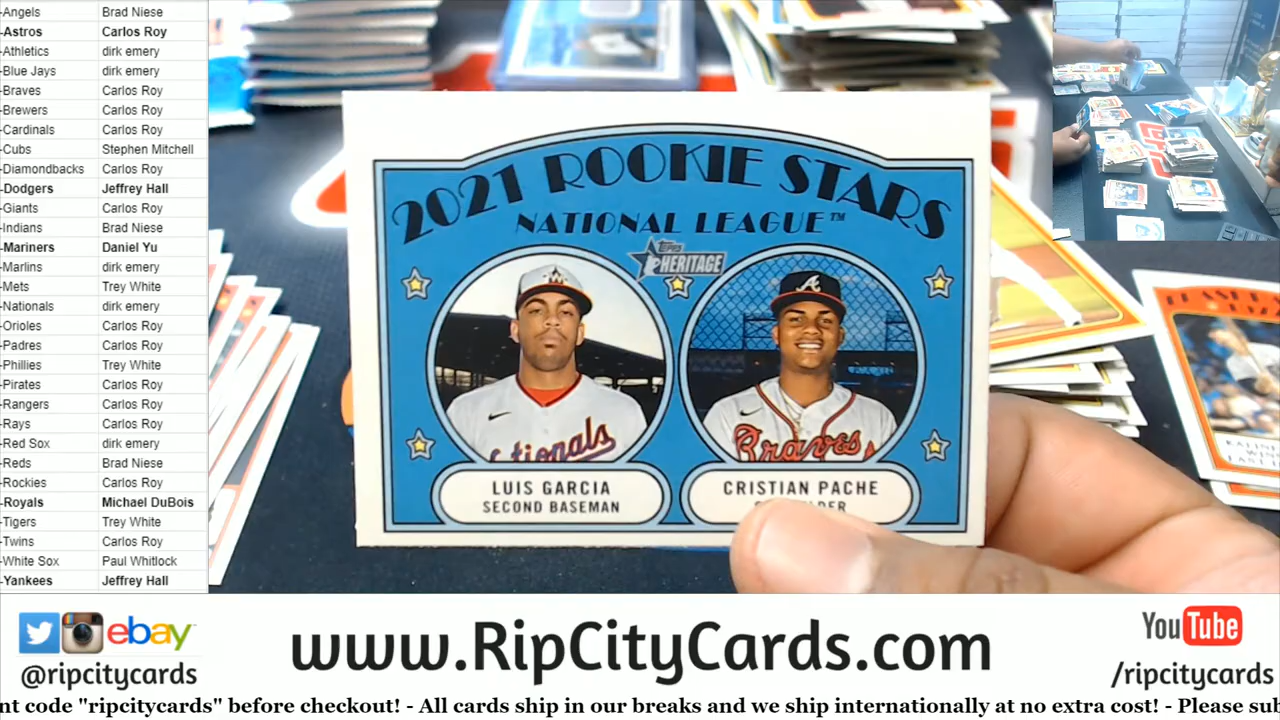 -Angels Brad Niese
-Astros Carlos Roy
-Athletics dirk emery
-Blue Jays dirk emery
-Braves Carlos Roy
-Brewers Carlos Roy
-Cardinals Carlos Roy
-Cubs Stephen Mitchell
-Diamondbacks Carlos Roy
-Dodgers Jeffrey Hall
-Giants Carlos Roy
-Indians Brad Niese
-Mariners Daniel Yu
-Marlins dirk emery
-Mets Trey White
-Nationals dirk emery
-Orioles Carlos Roy
-Padres Carlos Roy
-Phillies Trey White
-Pirates Carlos Roy
-Rangers Carlos Roy
-Rays Carlos Roy
-Red Sox dirk emery
-Reds Brad Niese
-Rockies Carlos Roy
-Royals Michael DuBois
-Tigers Trey White
-Twins Carlos Roy
-White Sox Paul Whitlock
-Yankees Jeffrey Hall
2021 ROOKIE STARS
NATIONAL LEAGUE™
Topps
HERITAGE
A
Braves
LUIS GARCIA
SECOND BASEMAN
CRISTIAN PACHE
ebay
@ripcitycards
www.RipCityCards.com
YouTube
/ripcitycards
nt code "ripcitycards" before checkout! - All cards ship in our breaks and we ship internationally at no extra cost! - Please sub